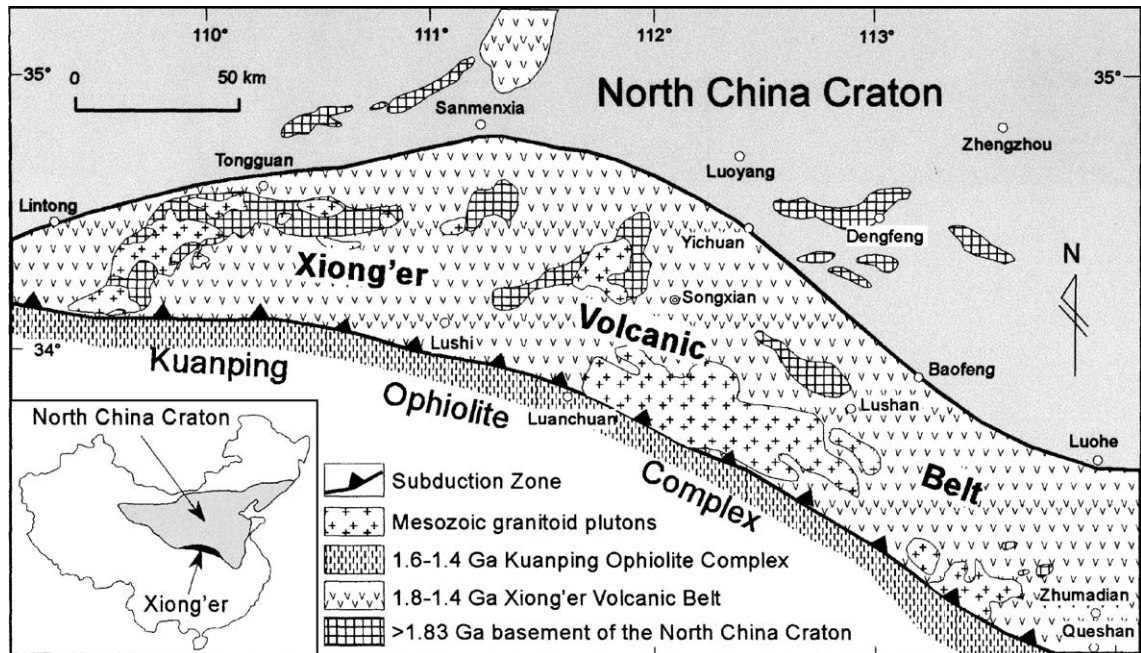 110°
111°
112°
113°
35°
35°
0
50 km
North China Craton
Sanmenxia
Zhengzhou
Tongguan
Luoyang
Lintong
Dengfeng
Yichuan
N
Xiong'er
Songxian
Volcanic
34°
Lushi
Kuanping
Baofeng
Ophiolite
Luanchuan
Lushan
Luohe
Complex
Belt
North China Craton
Subduction Zone
Mesozoic granitoid plutons
1.6-1.4 Ga Kuanping Ophiolite Complex
Zhumadian
1.8-1.4 Ga Xiong'er Volcanic Belt
Xiong'er
>1.83 Ga basement of the North China Craton
Queshan